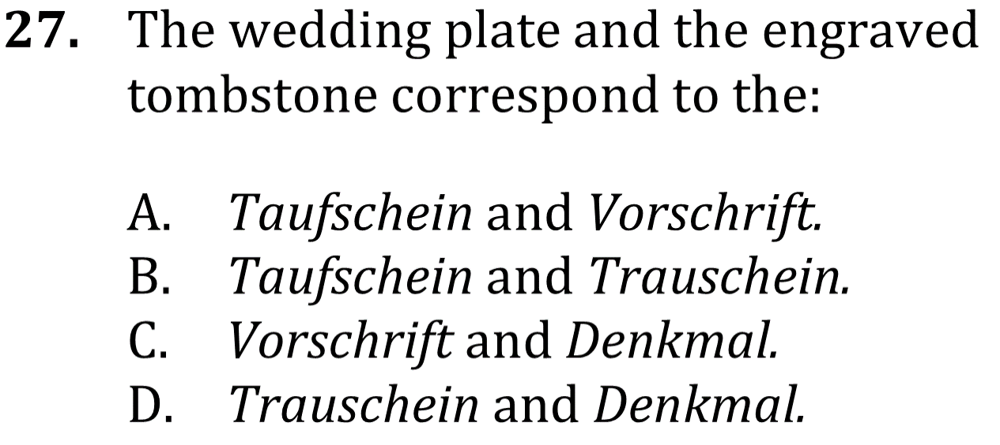 27. The wedding plate and the engraved
tombstone correspond to the:
A. Taufschein and Vorschrift.
B. Taufschein and Trauschein.
C. Vorschrift and Denkmal.
D. Trauschein and Denkmal.